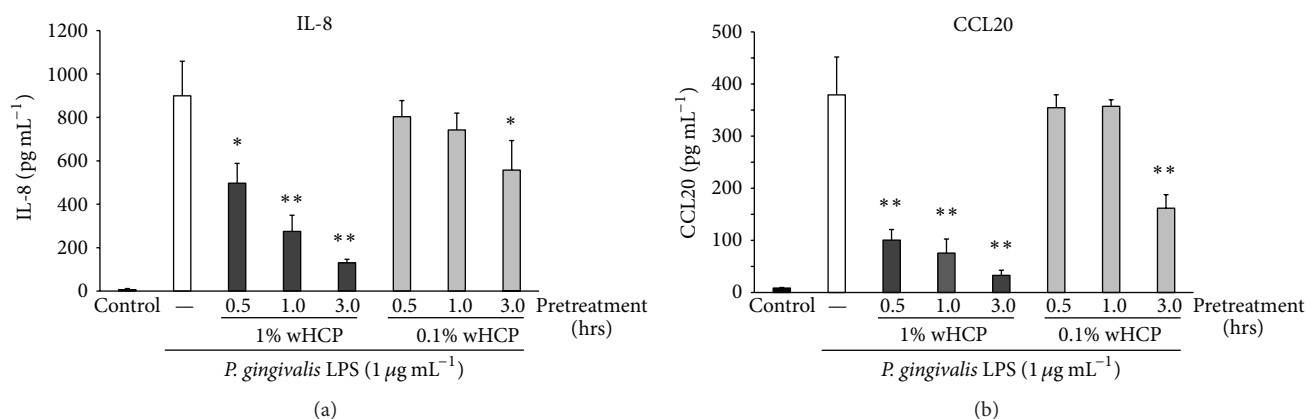 IL-8
1200
1000
800
600
400
200
0
IL-8 (pg mL−1)
*
**
**
*
Control — 0.5 1.0 3.0 0.5 1.0 3.0 Pretreatment
(hrs)
1% wHCP 0.1% wHCP
P. gingivalis LPS (1 μg mL−1)
(a)
CCL20
500
400
300
200
100
0
CCL20 (pg mL−1)
**
**
**
**
Control — 0.5 1.0 3.0 0.5 1.0 3.0 Pretreatment
(hrs)
1% wHCP 0.1% wHCP
P. gingivalis LPS (1 μg mL−1)
(b)